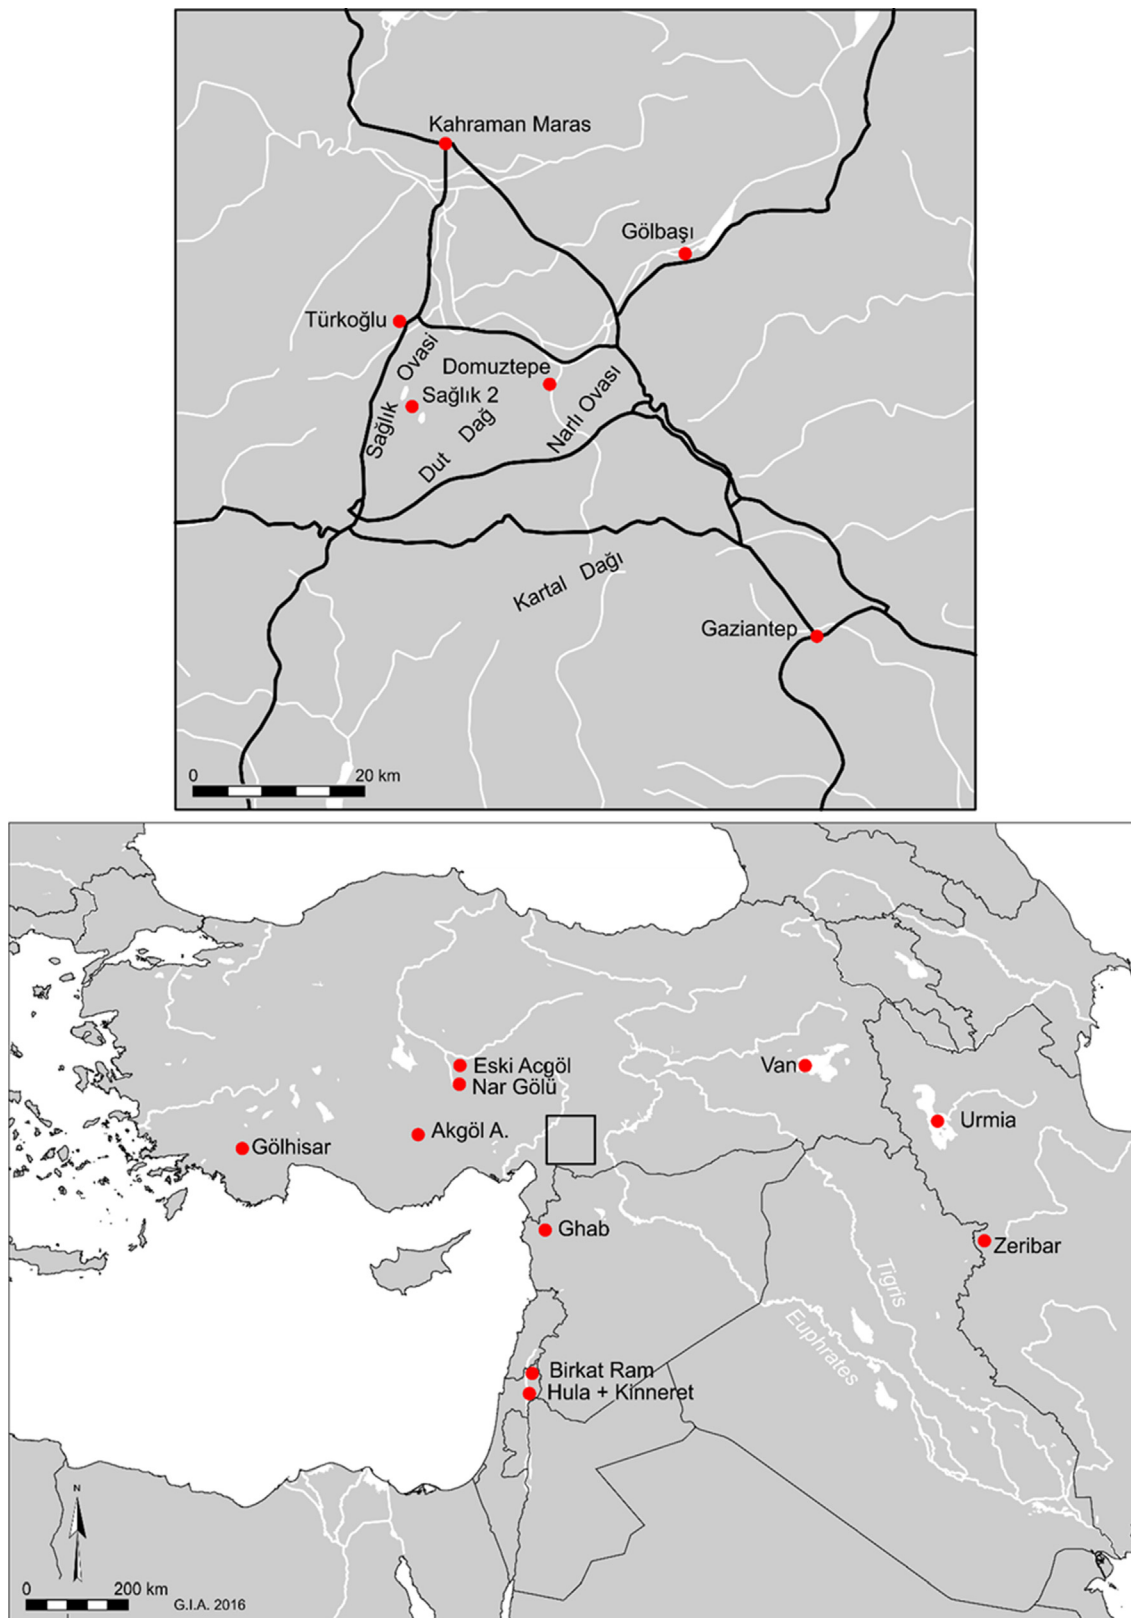 Kahraman Maras
Gölbaşı
Türkoğlu
Sağlık Ovasi
Domuztepe
Sağlık 2
Dut Dağ
Narlı Ovası
Kartal Dağı
Gaziantep
0 20 km
Eski Acgöl
Nar Gölü
Van
Urmia
Akgöl A.
Gölhisar
Ghab
Zeribar
Tigris
Euphrates
Birkat Ram
Hula + Kinneret
N
0 200 km
G.I.A. 2016